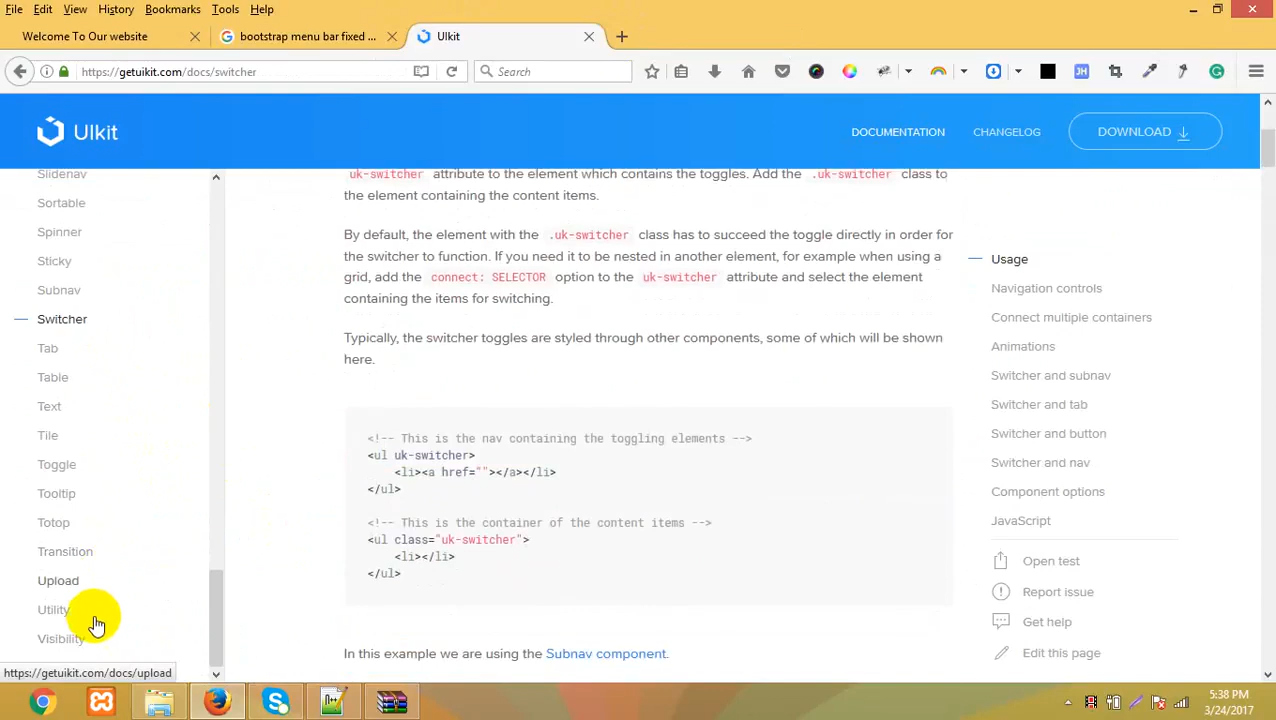 File Edit View History Bookmarks Tools Help
Welcome To Our website
bootstrap menu bar fixed ...
UIkit
https://getuikit.com/docs/switcher
Search
JH
UIkit
DOCUMENTATION
CHANGELOG
DOWNLOAD
Slidenav
Sortable
Spinner
Sticky
Subnav
Switcher
Tab
Table
Text
Tile
Toggle
Tooltip
Totop
Transition
Upload
Utility
Visibility
https://getuikit.com/docs/upload
uk-switcher attribute to the element which contains the toggles. Add the .uk-switcher class to
the element containing the content items.
By default, the element with the .uk-switcher class has to succeed the toggle directly in order for
the switcher to function. If you need it to be nested in another element, for example when using a
grid, add the connect: SELECTOR option to the uk-switcher attribute and select the element
containing the items for switching.
Typically, the switcher toggles are styled through other components, some of which will be shown
here.
<!-- This is the nav containing the toggling elements -->
<ul uk-switcher>
<li><a href=""></a></li>
</ul>
<!-- This is the container of the content items -->
<ul class="uk-switcher">
<li></li>
</ul>
In this example we are using the Subnav component.
Usage
Navigation controls
Connect multiple containers
Animations
Switcher and subnav
Switcher and tab
Switcher and button
Switcher and nav
Component options
JavaScript
Open test
Report issue
Get help
Edit this page
5:38 PM
3/24/2017